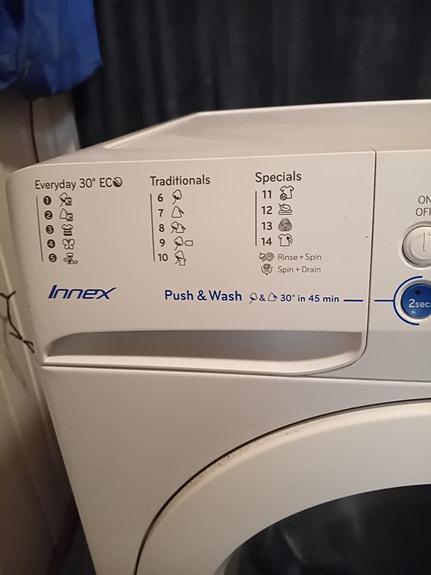 Everyday 30° ECO
1
2
3
4
5
Traditionals
6
7
8
9
10
Specials
11
12
13
14
Rinse + Spin
Spin + Drain
ON
OFF
Innex
Push & Wash & 30° in 45 min
2sec